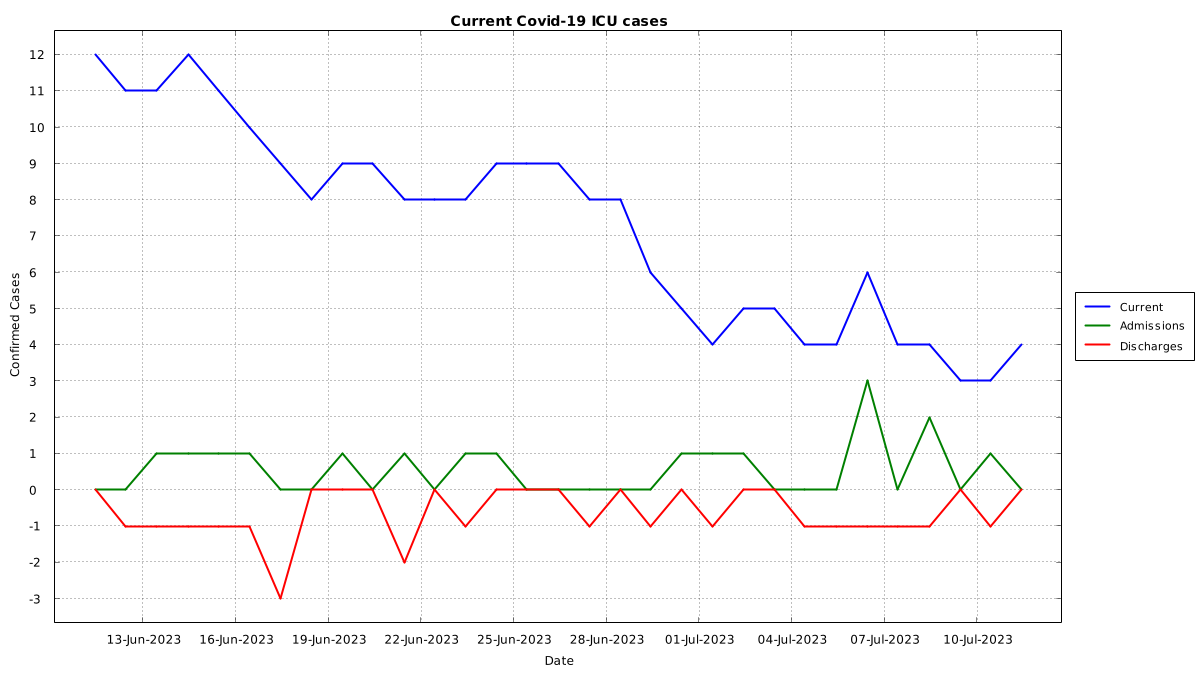 Current Covid-19 ICU cases
12
11
10
9
8
7
6
5
4
3
2
1
0
-1
-2
-3
Confirmed Cases
13-Jun-2023 16-Jun-2023 19-Jun-2023 22-Jun-2023 25-Jun-2023 28-Jun-2023 01-Jul-2023 04-Jul-2023 07-Jul-2023 10-Jul-2023
Date
Current
Admissions
Discharges